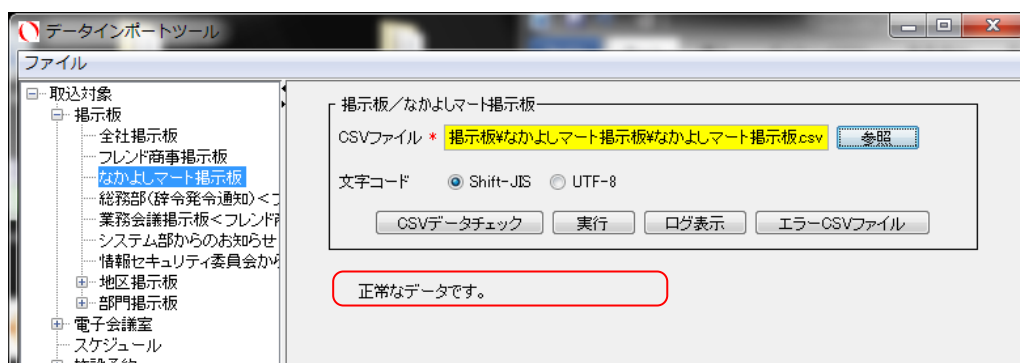 データインポートツール
ファイル
取込対象
掲示板
全社掲示板
フレンド商事掲示板
なかよしマート掲示板
総務部(辞令発令通知)<フ
業務会議掲示板<フレンド商
システム部からのお知らせ
情報セキュリティ委員会から
地区掲示板
部門掲示板
電子会議室
スケジュール
掲示板/なかよしマート掲示板
CSVファイル * 掲示板¥なかよしマート掲示板¥なかよしマート掲示板.csv 参照
文字コード Shift-JIS UTF-8
CSVデータチェック 実行 ログ表示 エラーCSVファイル
正常なデータです。